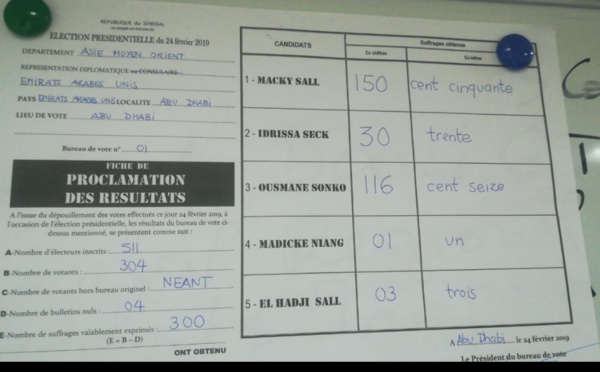 REPUBLIQUE DU SENEGAL
ELECTION PRESIDENTIELLE du 24 février 2019
DEPARTEMENT ASIE MOYEN ORIENT
REPRESENTATION DIPLOMATIQUE ou CONSULAIRE
EMIRATS ARABES UNIS
PAYS EMIRATS ARABES UNIS LOCALITE ABU DHABI
LIEU DE VOTE ABU DHABI
Bureau de vote n° 01
FICHE DE
PROCLAMATION
DES RESULTATS
A l'issue du dépouillement des votes effectués ce jour 24 février 2019, à
l'occasion de l'élection présidentielle, les résultats du bureau de vote ci-
dessus mentionné, se présentent comme suit :
A-Nombre d'électeurs inscrits : 511
B-Nombre de votants : 304
C-Nombre de votants hors bureau originel : NEANT
D-Nombre de bulletins nuls : 04
E-Nombre de suffrages valablement exprimés : 300
(E = B - D)
ONT OBTENU
CANDIDATS
Suffrages obtenus
En chiffre
En lettre
1 - MACKY SALL 150 cent cinquante
2 - IDRISSA SECK 30 trente
3 - OUSMANE SONKO 116 cent seize
4 - MADICKE NIANG 01 un
5 - EL HADJI SALL 03 trois
A Abu Dhabi, le 24 février 2019
Le Président du bureau de vote